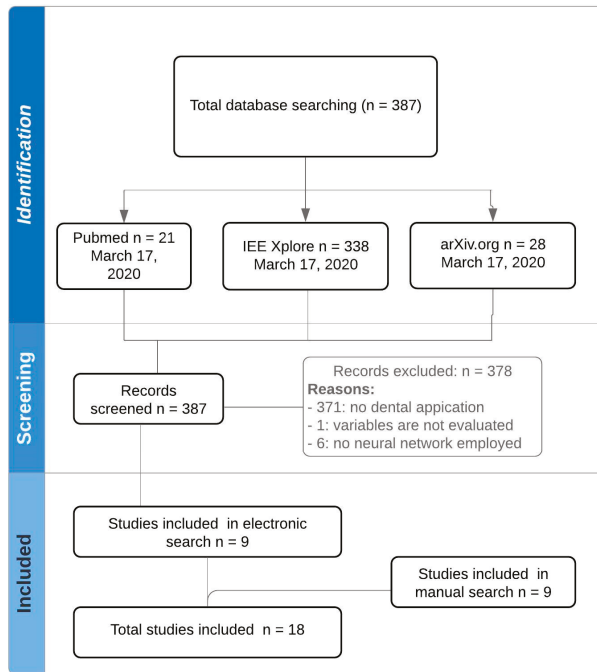 Identification
Total database searching (n = 387)
Pubmed n = 21
March 17,
2020
IEE Xplore n = 338
March 17, 2020
arXiv.org n = 28
March 17, 2020
Screening
Records
screened n = 387
Records excluded: n = 378
Reasons:
- 371: no dental appication
- 1: variables are not evaluated
- 6: no neural network employed
Included
Studies included in electronic
search n = 9
Studies included in
manual search n = 9
Total studies included n = 18